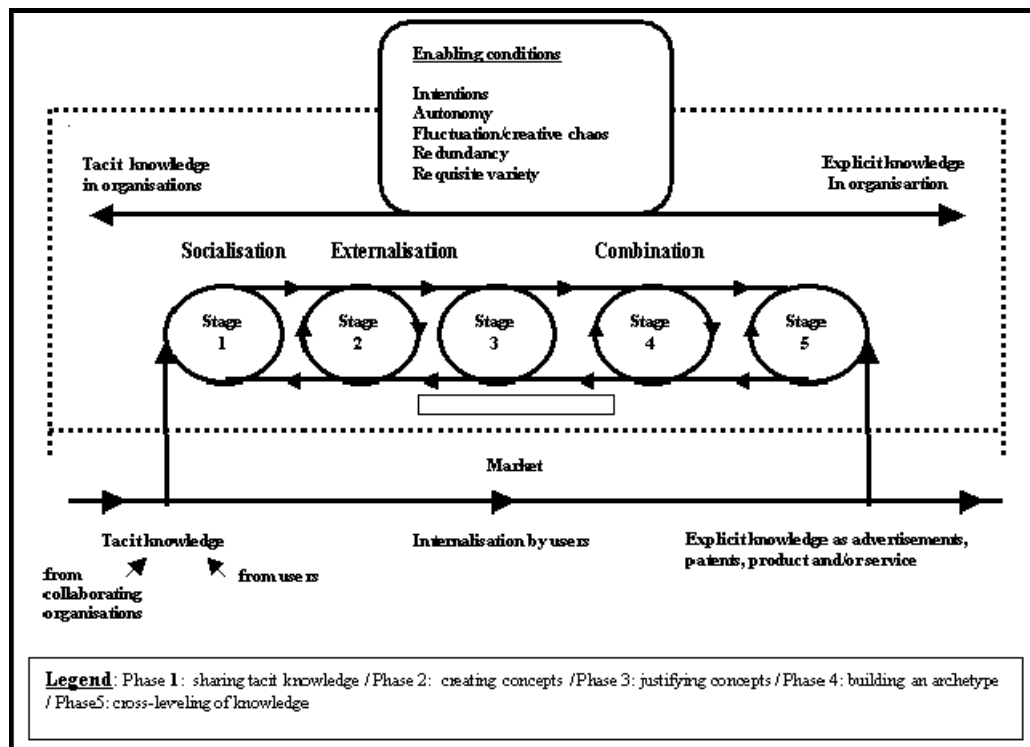 Enabling conditions
Intentions
Autonomy
Fluctuation/creative chaos
Redundancy
Requisite variety
Tacit knowledge
in organisations
Explicit knowledge
In organisartion
Socialisation
Externalisation
Combination
Stage
1
Stage
2
Stage
3
Stage
4
Stage
5
Market
Tacit knowledge
Internalisation by users
Explicit knowledge as advertisements,
patents, product and/or service
from
collaborating
organisations
from users
Legend: Phase 1: sharing tacit knowledge / Phase 2: creating concepts / Phase 3: justifying concepts / Phase 4: building an archetype
/ Phase5: cross-leveling of knowledge